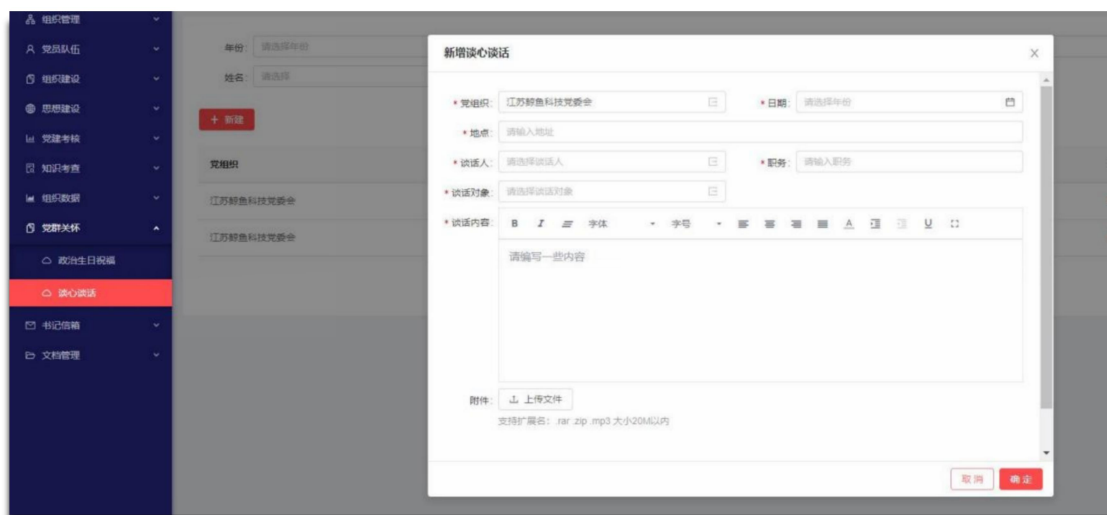 组织管理
党员队伍
组织建设
思想建设
党建考核
知识考查
组织数据
党群关怀
政治生日祝福
谈心谈话
书记信箱
文档管理
年份: 请选择年份
姓名: 请选择
+ 新建
党组织
江苏鲸鱼科技党委会
江苏鲸鱼科技党委会
新增谈心谈话
* 党组织: 江苏鲸鱼科技党委会 * 日期: 请选择年份
* 地点: 请输入地址
* 谈话人: 请选择谈话人 * 职务: 请输入职务
* 谈话对象: 请选择谈话对象
* 谈话内容: B I 字体 字号 A U
请编写一些内容
附件: 上传文件
支持扩展名: .rar .zip .mp3 大小20M以内
取消 确定